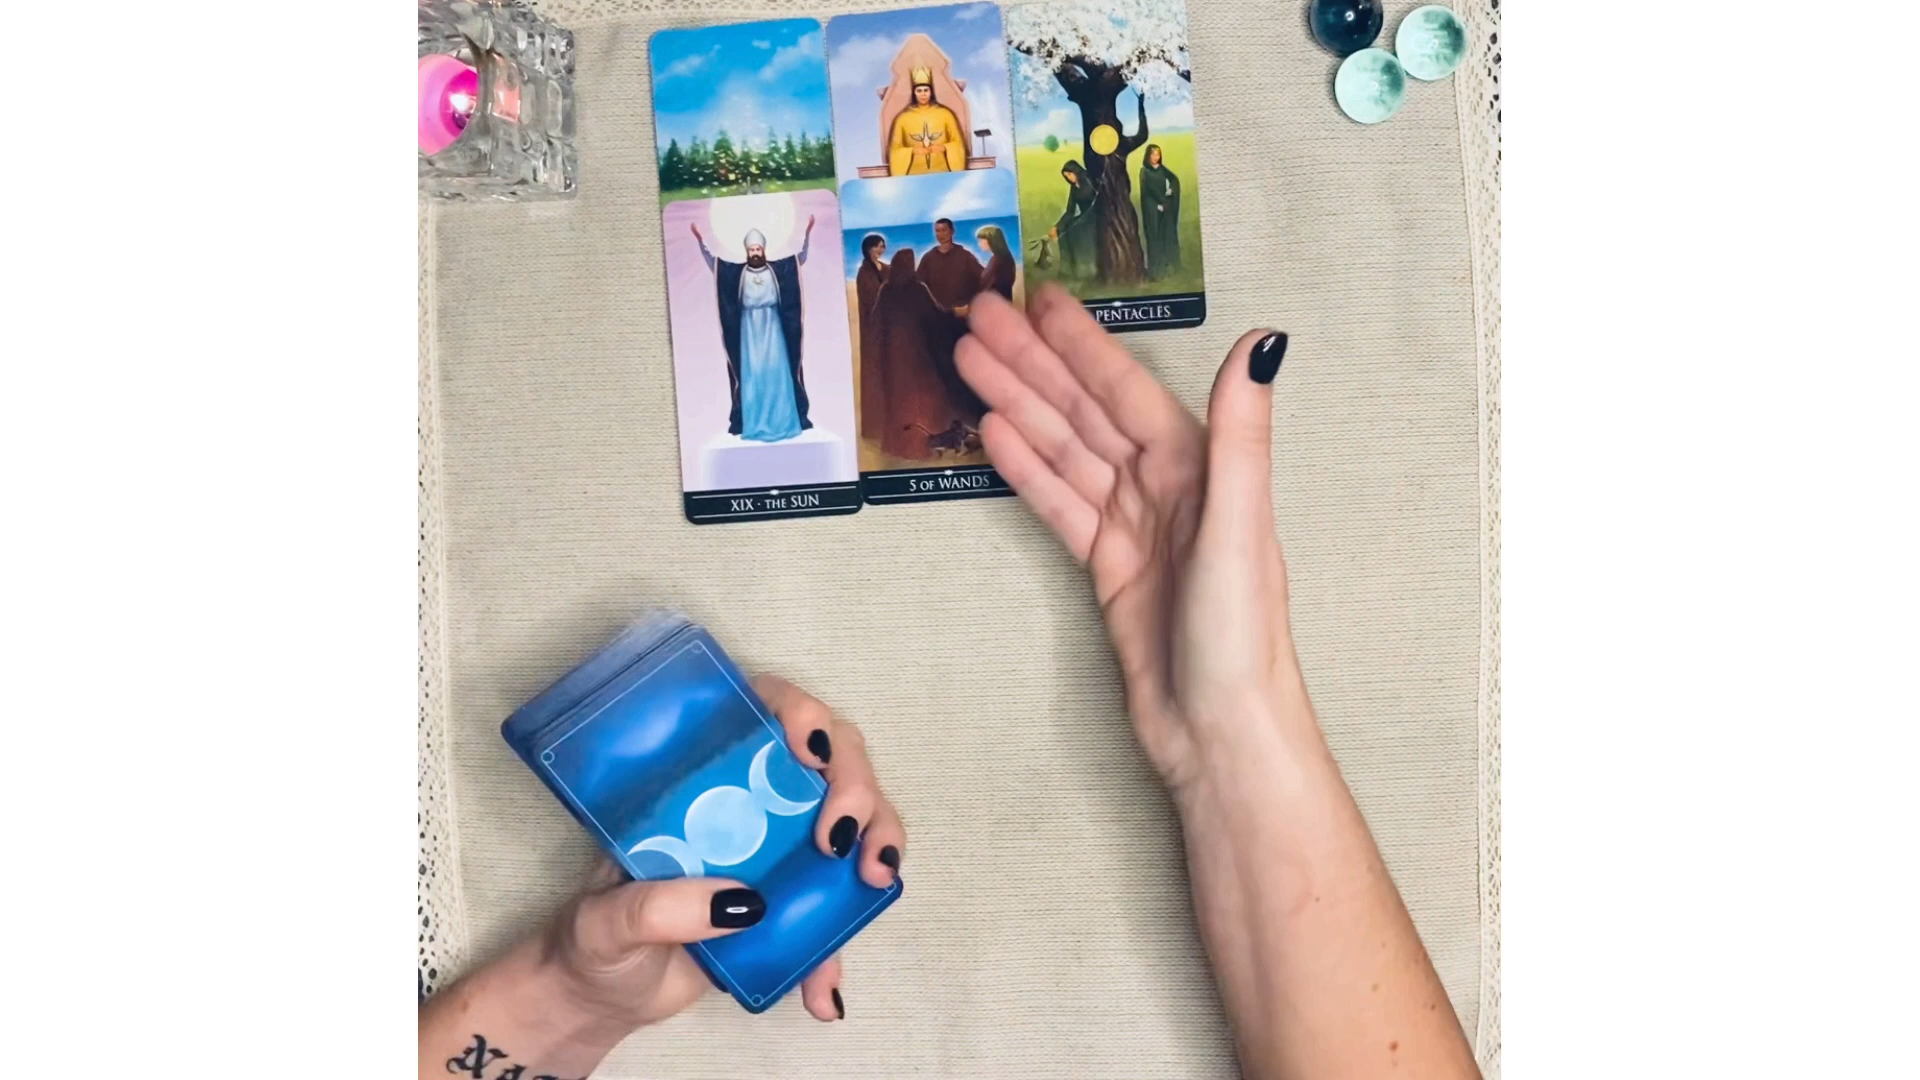 PENTACLES
5 OF WANDS
XIX · THE SUN